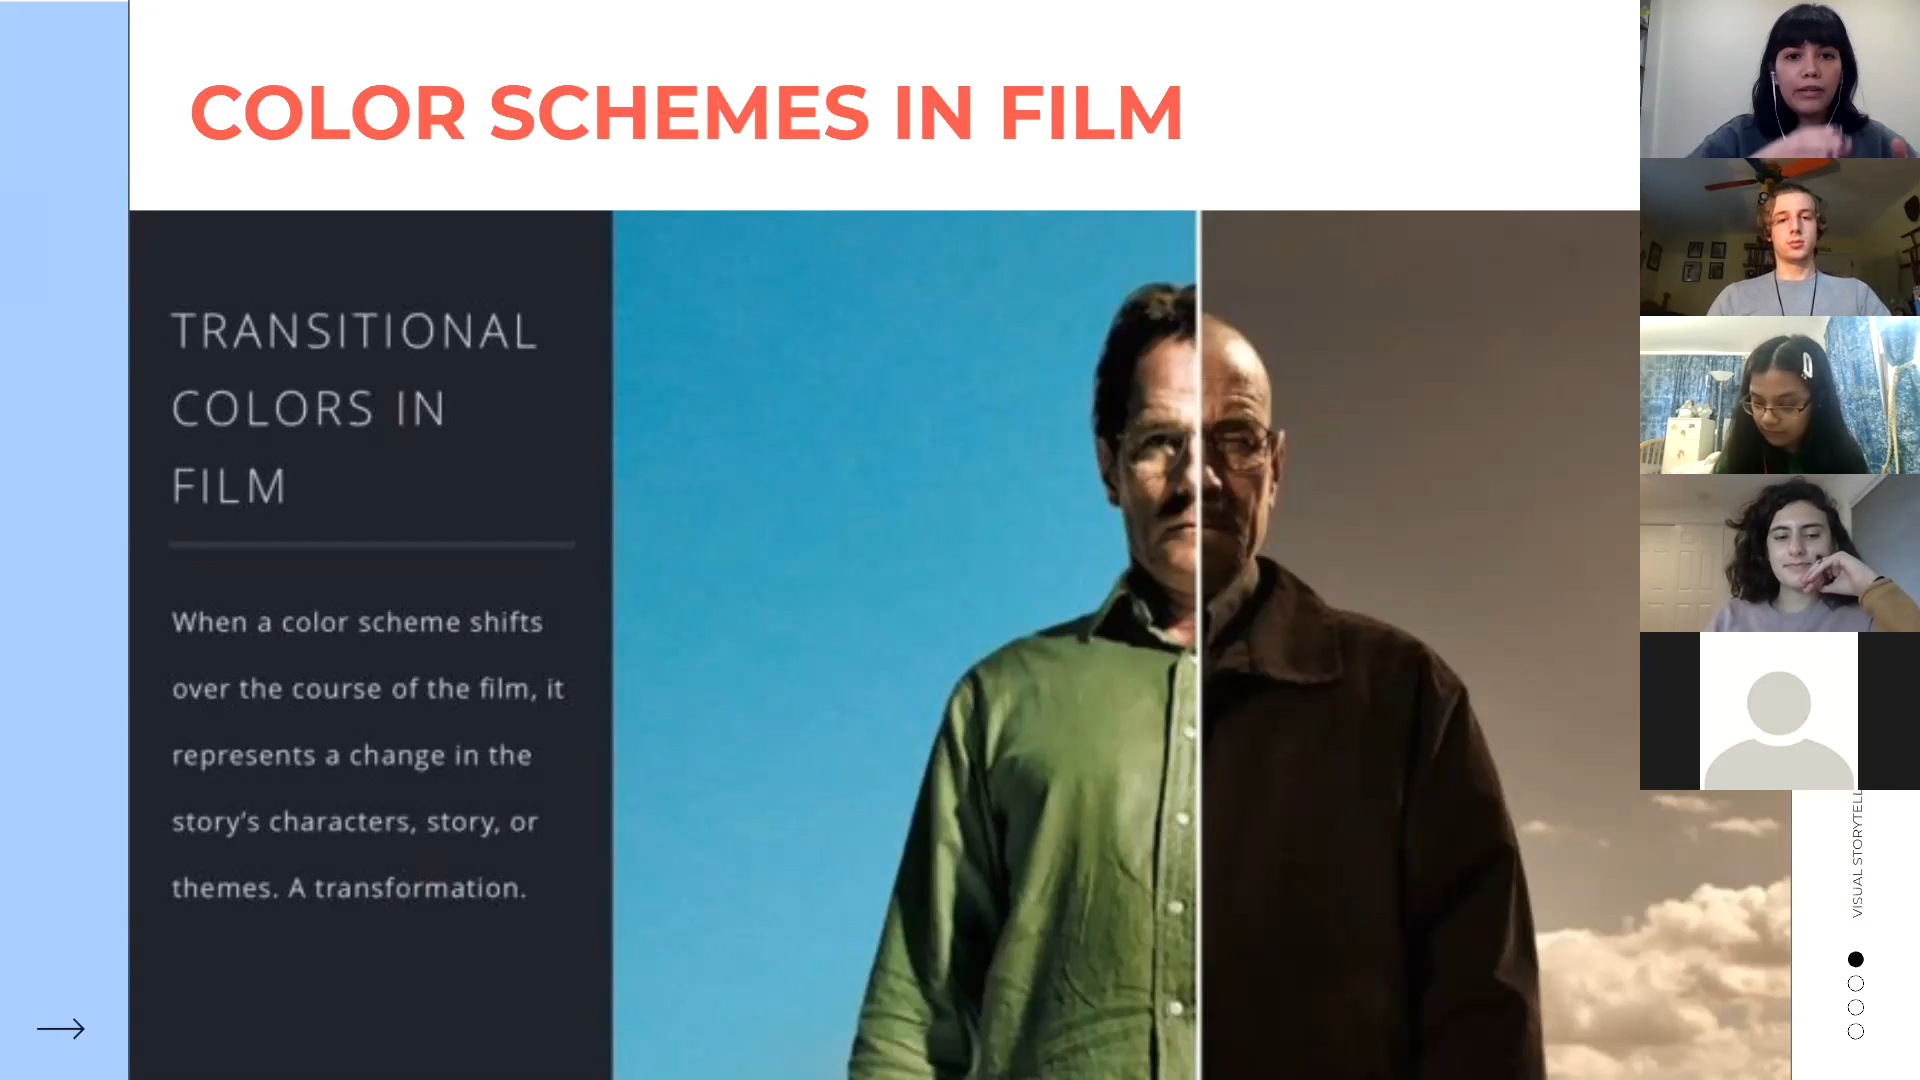 COLOR SCHEMES IN FILM
TRANSITIONAL
COLORS IN
FILM
When a color scheme shifts
over the course of the film, it
represents a change in the
story's characters, story, or
themes. A transformation.
VISUAL STORYTELL